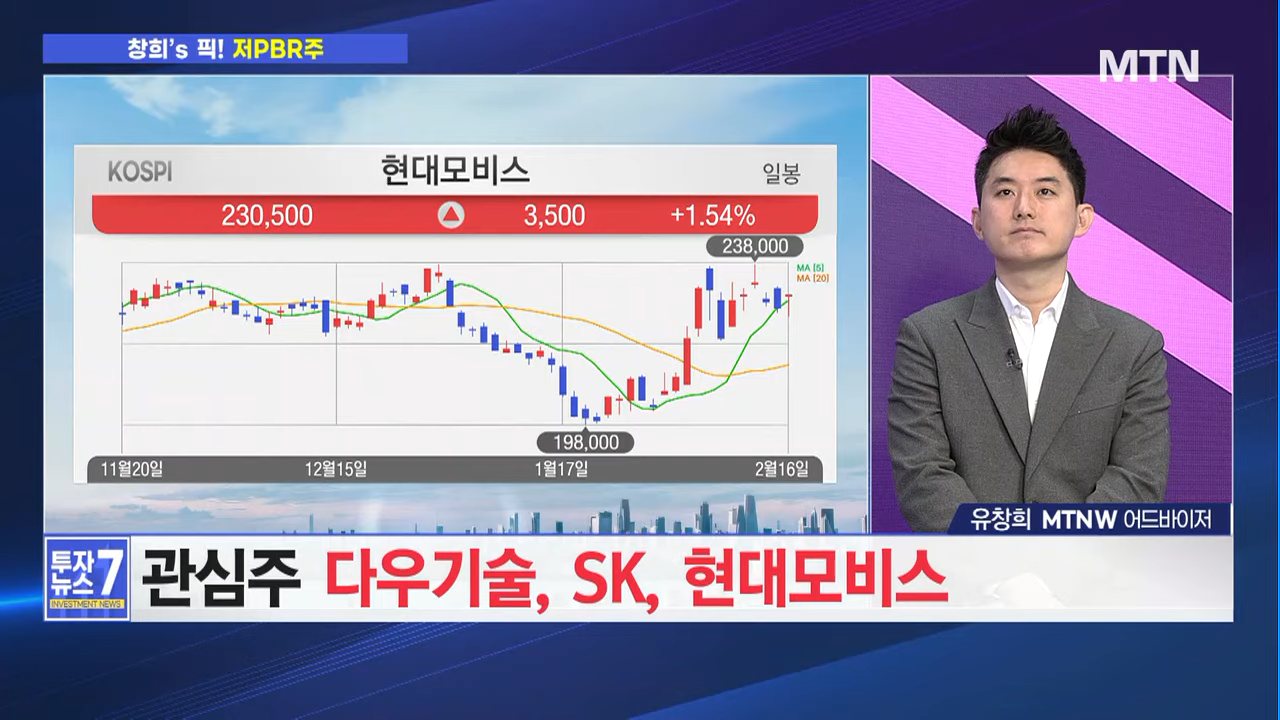 창희's 픽! 저PBR주
MTN
KOSPI 현대모비스 일봉
230,500 3,500 +1.54%
238,000
MA [5]
MA [20]
198,000
11월20일 12월15일 1월17일 2월16일
유창희 MTNW 어드바이저
투자
뉴스 7
INVESTMENT NEWS
관심주 다우기술, SK, 현대모비스